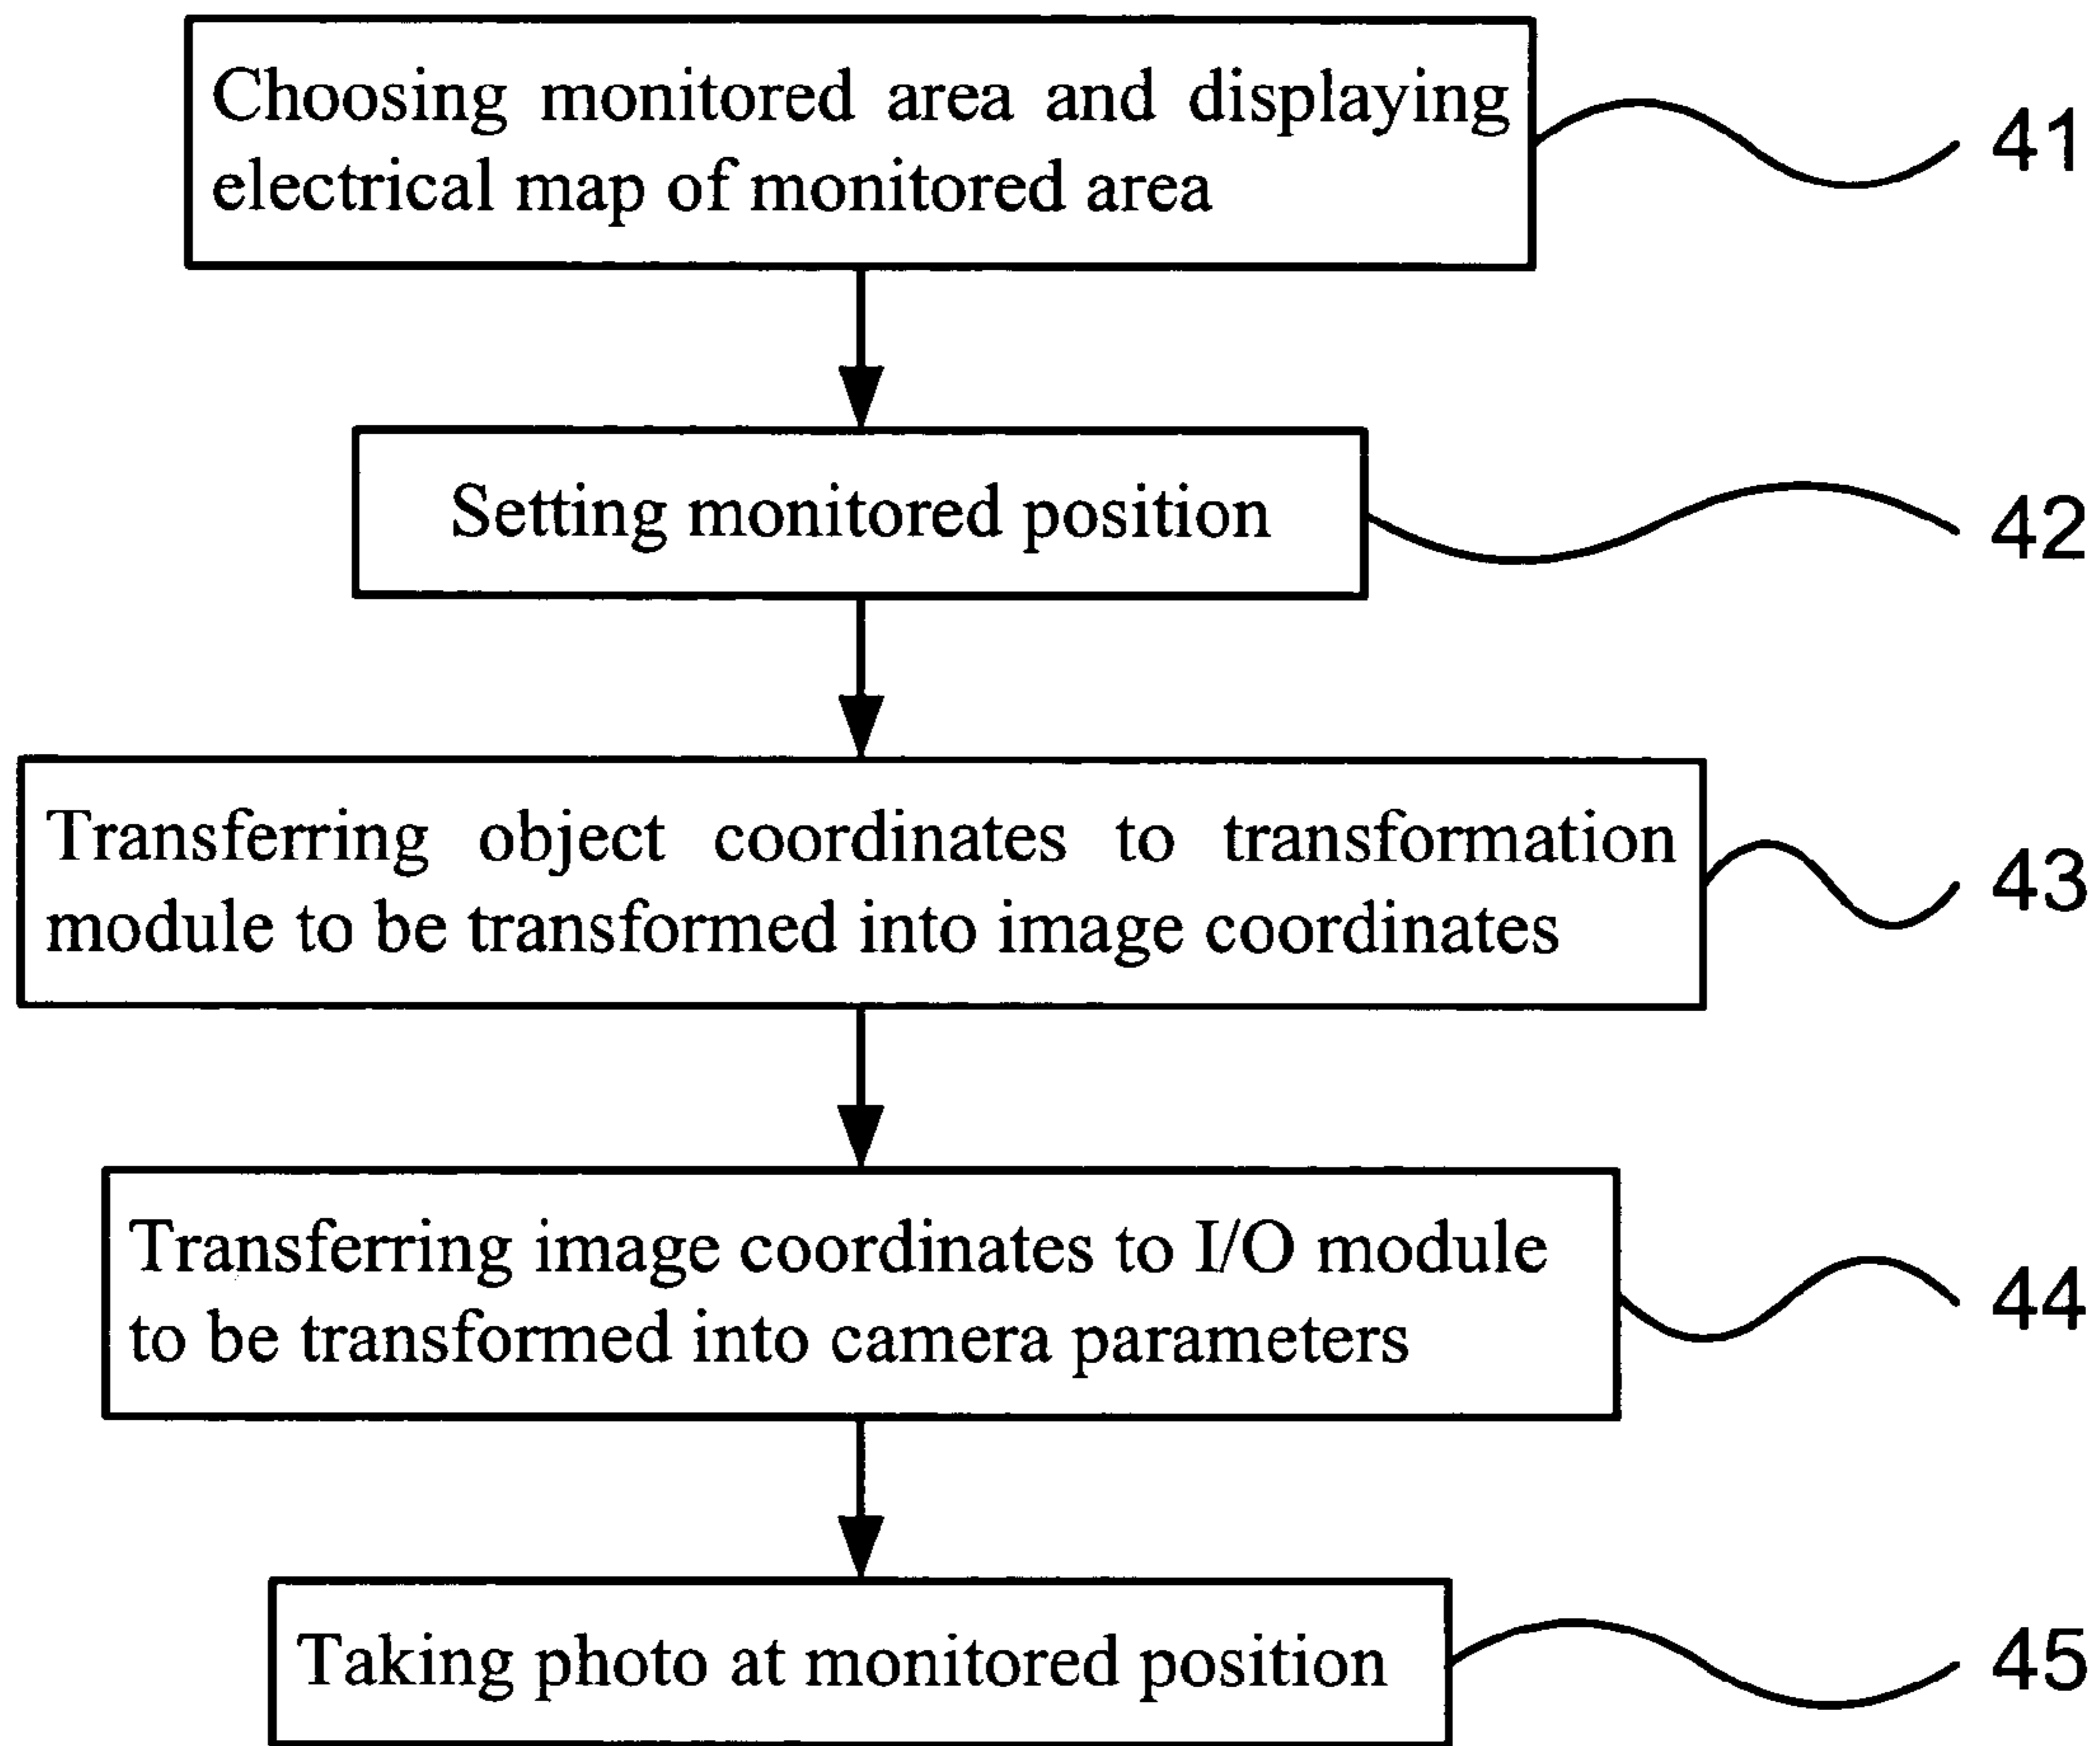 Choosing monitored area and displaying
electrical map of monitored area
41
Setting monitored position
42
Transferring object coordinates to transformation
module to be transformed into image coordinates
43
Transferring image coordinates to I/O module
to be transformed into camera parameters
44
Taking photo at monitored position
45